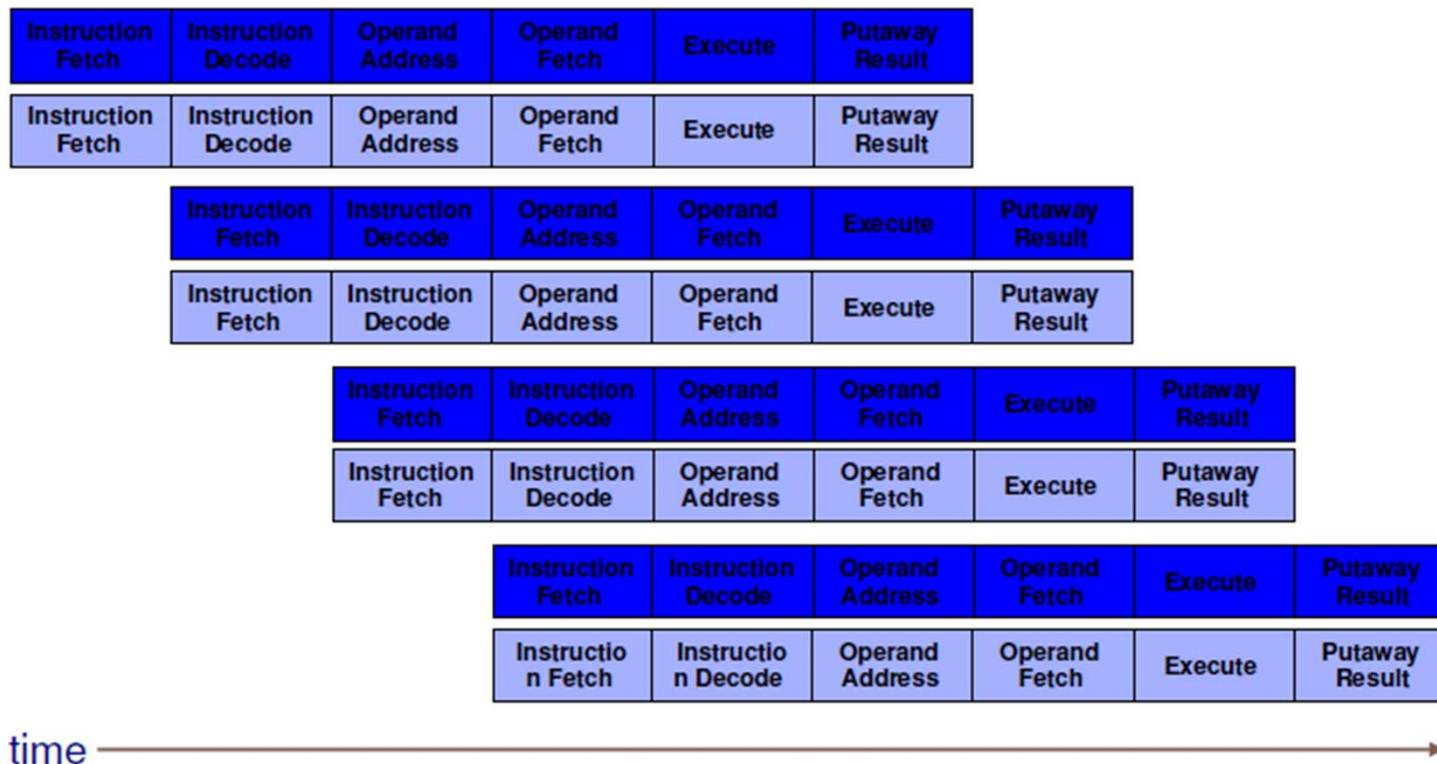 Instruction Instruction Operand Operand Execute Putaway
Fetch Decode Address Fetch Result
Instruction Instruction Operand Operand Execute Putaway
Fetch Decode Address Fetch Result
Instruction Instruction Operand Operand Execute Putaway
Fetch Decode Address Fetch Result
Instruction Instruction Operand Operand Execute Putaway
Fetch Decode Address Fetch Result
Instruction Instruction Operand Operand Execute Putaway
Fetch Decode Address Fetch Result
Instruction Instruction Operand Operand Execute Putaway
Fetch Decode Address Fetch Result
Instruction Instruction Operand Operand Execute Putaway
Fetch Decode Address Fetch Result
Instructio Instructio Operand Operand Execute Putaway
n Fetch n Decode Address Fetch Result
time